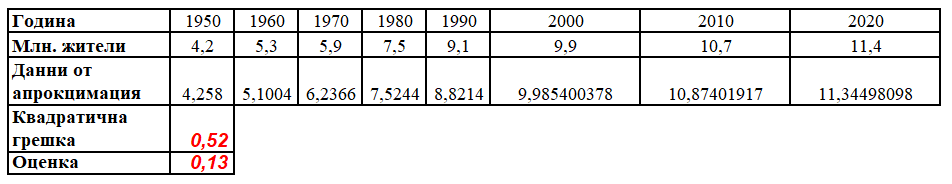 Година 1950 1960 1970 1980 1990 2000 2010 2020
Млн. жители 4,2 5,3 5,9 7,5 9,1 9,9 10,7 11,4
Данни от
апрокцимация 4,258 5,1004 6,2366 7,5244 8,8214 9,985400378 10,87401917 11,34498098
Квадратична
грешка 0,52
Оценка 0,13